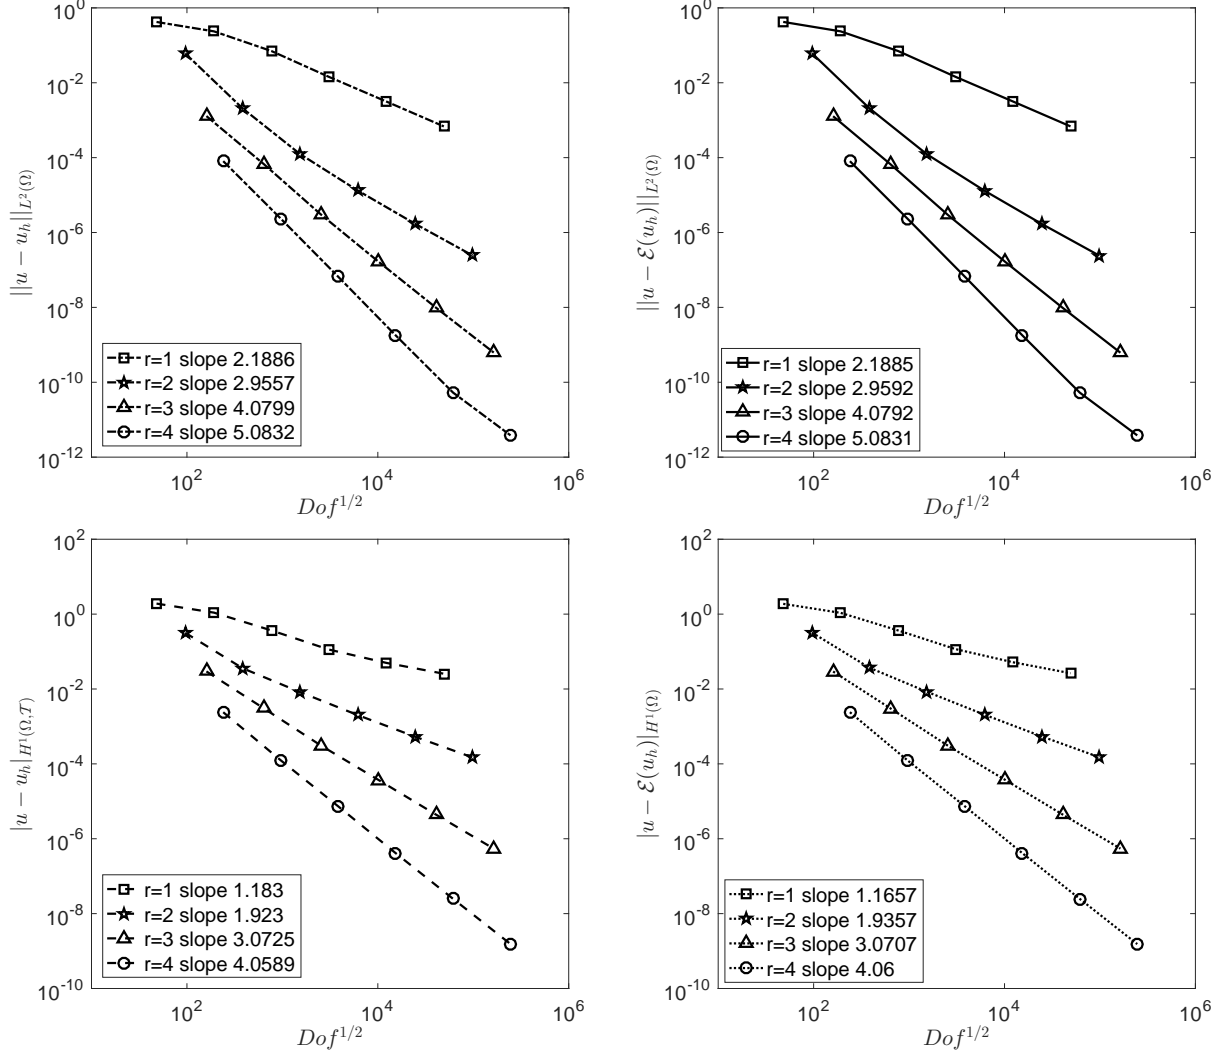 10^0
10^-2
10^-4
10^-6
10^-8
10^-10
10^-12
||u − u_h||_{L^2(Ω)}
r=1 slope 2.1886
r=2 slope 2.9557
r=3 slope 4.0799
r=4 slope 5.0832
10^2 10^4 10^6
Dof^{1/2}
10^0
10^-2
10^-4
10^-6
10^-8
10^-10
10^-12
||u − ℰ(u_h)||_{L^2(Ω)}
r=1 slope 2.1885
r=2 slope 2.9592
r=3 slope 4.0792
r=4 slope 5.0831
10^2 10^4 10^6
Dof^{1/2}
10^2
10^0
10^-2
10^-4
10^-6
10^-8
10^-10
|u − u_h|_{H^1(Ω,𝒯)}
r=1 slope 1.183
r=2 slope 1.923
r=3 slope 3.0725
r=4 slope 4.0589
10^2 10^4 10^6
Dof^{1/2}
10^2
10^0
10^-2
10^-4
10^-6
10^-8
10^-10
|u − ℰ(u_h)|_{H^1(Ω)}
r=1 slope 1.1657
r=2 slope 1.9357
r=3 slope 3.0707
r=4 slope 4.06
10^2 10^4 10^6
Dof^{1/2}